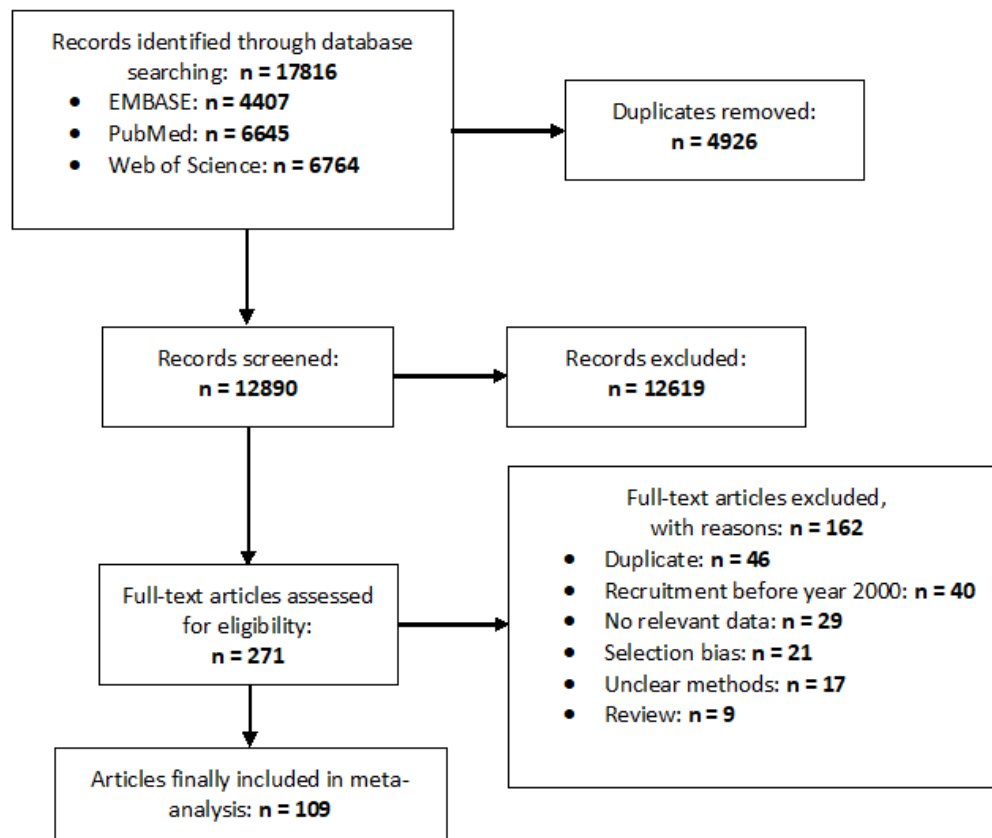 Records identified through database
searching: n = 17816
• EMBASE: n = 4407
• PubMed: n = 6645
• Web of Science: n = 6764
Duplicates removed:
n = 4926
Records screened:
n = 12890
Records excluded:
n = 12619
Full-text articles assessed
for eligibility:
n = 271
Full-text articles excluded,
with reasons: n = 162
• Duplicate: n = 46
• Recruitment before year 2000: n = 40
• No relevant data: n = 29
• Selection bias: n = 21
• Unclear methods: n = 17
• Review: n = 9
Articles finally included in meta-
analysis: n = 109